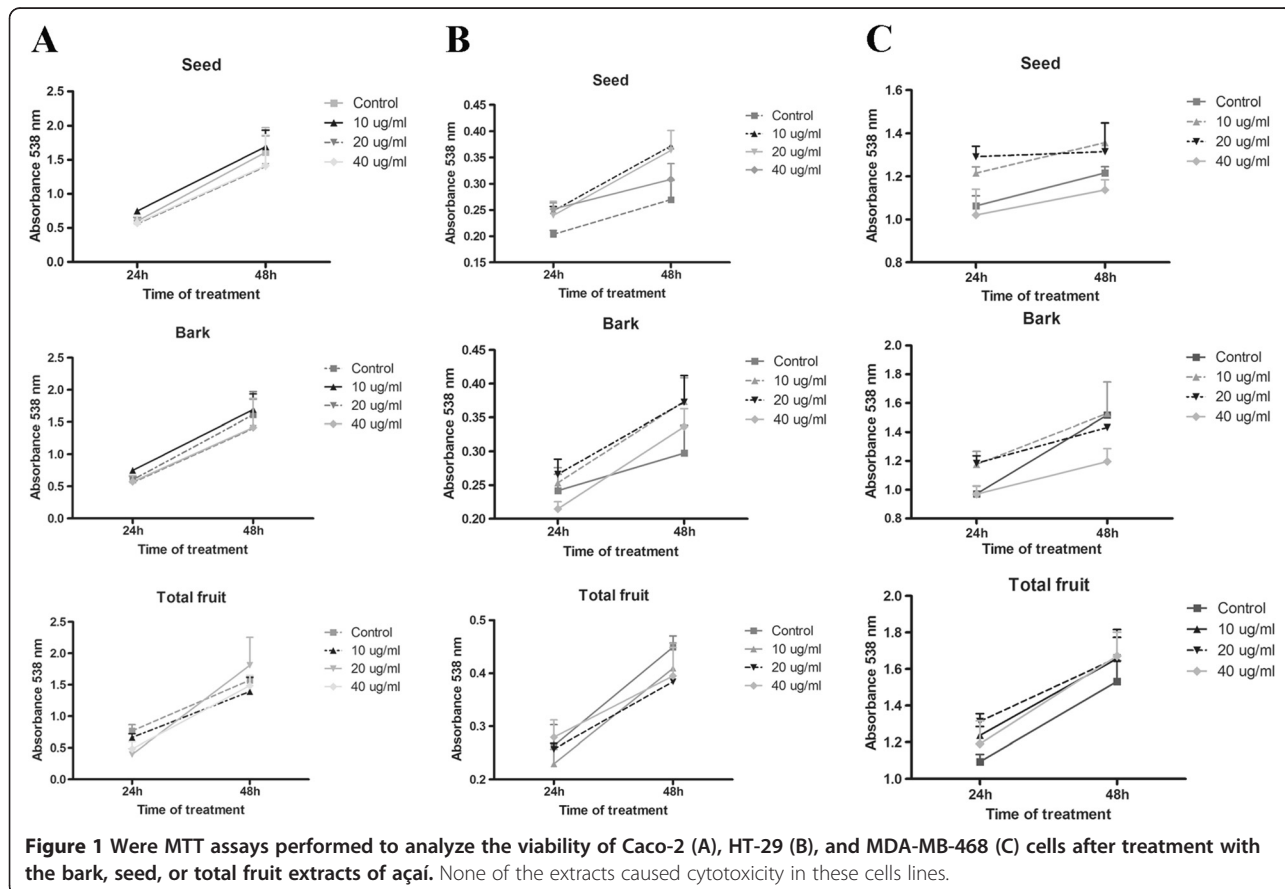 A
Seed
Absorbance 538 nm
2.5
2.0
1.5
1.0
0.5
0.0
24h
48h
Time of treatment
Control
10 ug/ml
20 ug/ml
40 ug/ml
Bark
Absorbance 538 nm
2.5
2.0
1.5
1.0
0.5
0.0
24h
48h
Time of treatment
Control
10 ug/ml
20 ug/ml
40 ug/ml
Total fruit
Absorbance 538 nm
2.5
2.0
1.5
1.0
0.5
0.0
24h
48h
Time of treatment
Control
10 ug/ml
20 ug/ml
40 ug/ml
B
Seed
Absorbance 538 nm
0.45
0.40
0.35
0.30
0.25
0.20
0.15
24h
48h
Time of treatment
Control
10 ug/ml
20 ug/ml
40 ug/ml
Bark
Absorbance 538 nm
0.45
0.40
0.35
0.30
0.25
0.20
24h
48h
Time of treatment
Control
10 ug/ml
20 ug/ml
40 ug/ml
Total fruit
Absorbance 538 nm
0.5
0.4
0.3
0.2
24h
48h
Time of treatment
Control
10 ug/ml
20 ug/ml
40 ug/ml
C
Seed
Absorbance 538 nm
1.6
1.4
1.2
1.0
0.8
24h
48h
Time of treatment
Control
10 ug/ml
20 ug/ml
40 ug/ml
Bark
Absorbance 538 nm
2.0
1.8
1.6
1.4
1.2
1.0
0.8
24h
48h
Time of treatment
Control
10 ug/ml
20 ug/ml
40 ug/ml
Total fruit
Absorbance 538 nm
2.0
1.8
1.6
1.4
1.2
1.0
24h
48h
Time of treatment
Control
10 ug/ml
20 ug/ml
40 ug/ml
Figure 1 Were MTT assays performed to analyze the viability of Caco-2 (A), HT-29 (B), and MDA-MB-468 (C) cells after treatment with
the bark, seed, or total fruit extracts of açaí. None of the extracts caused cytotoxicity in these cells lines.